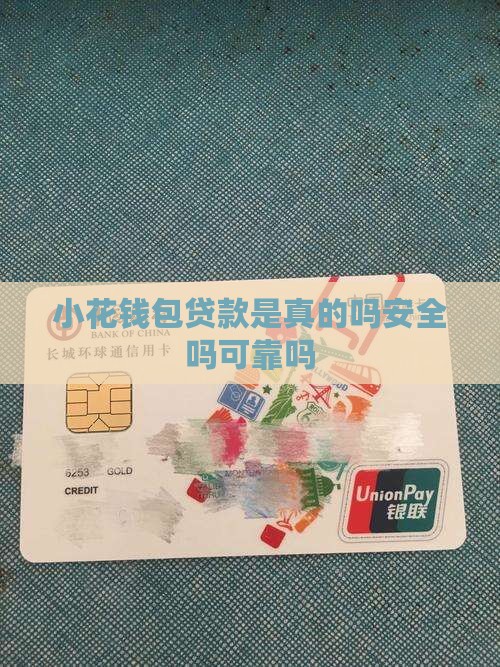 小花钱包贷款是真的吗安全
吗可靠吗
BANK OF CHINA
长城环球通信用卡
6253 GOLD
CREDIT
UnionPay
银联